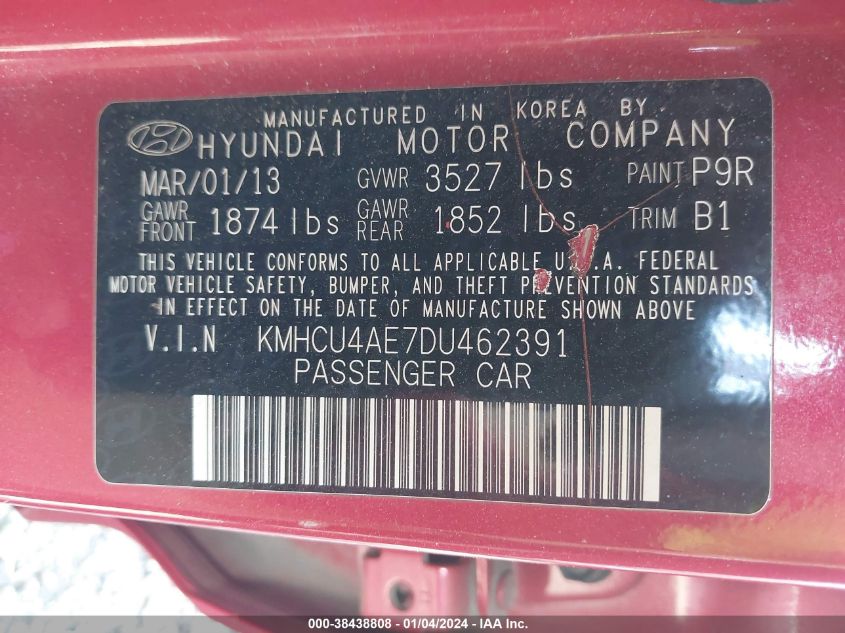 MANUFACTURED IN KOREA BY
HYUNDAI MOTOR COMPANY
MAR/01/13 GVWR 3527 lbs PAINT P9R
GAWR FRONT 1874 lbs GAWR REAR 1852 lbs TRIM B1
THIS VEHICLE CONFORMS TO ALL APPLICABLE FEDERAL
MOTOR VEHICLE SAFETY, BUMPER, AND THEFT PREVENTION STANDARDS
IN EFFECT ON THE DATE OF MANUFACTURE SHOWN ABOVE
V.I.N KMHCU4AE7DU462391
PASSENGER CAR
000-38438808 - 01/04/2024 - IAA Inc.